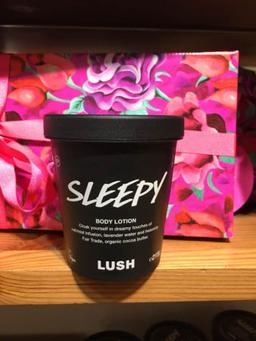 SLEEPY
BODY LOTION
Cloak yourself in dreamy touches of
oatmeal infusion, lavender water and heavenly
Fair Trade, organic cocoa butter.
LUSH